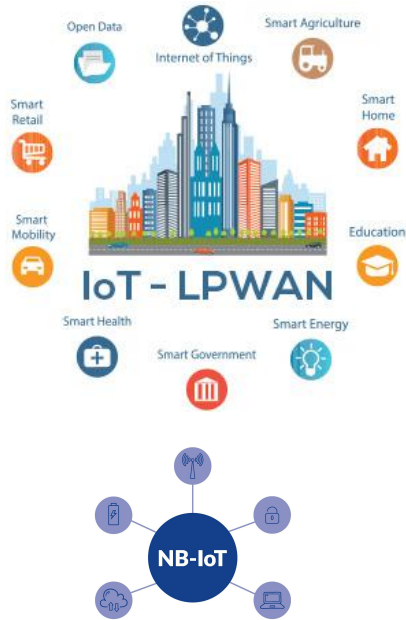 Open Data
Internet of Things
Smart Agriculture
Smart
Retail
Smart
Home
Smart
Mobility
Education
IoT - LPWAN
Smart Health
Smart Government
Smart Energy
NB-IoT